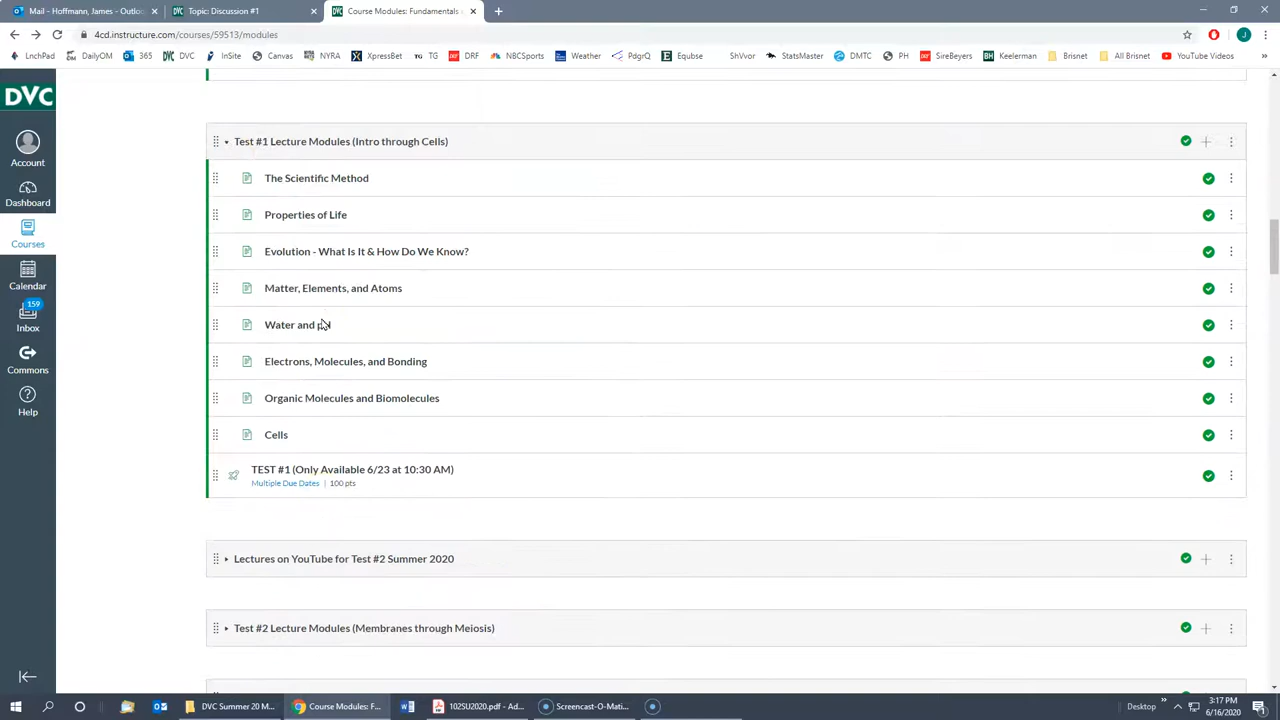 Mail - Hoffmann, James - Outlo
Topic: Discussion #1
Course Modules: Fundamentals
4cd.instructure.com/courses/59513/modules
LnchPad
DailyOM
365
DVC
InSite
Canvas
NYRA
XpressBet
TG
TG
DRF
NBCSports
Weather
PdgrQ
Equbse
ShVvor
StatsMaster
DMTC
PH
DRF
SireBeyers
BH
Keelerman
Brisnet
All Brisnet
YouTube Videos
DVC
Account
Dashboard
Courses
Calendar
159
Inbox
Commons
Help
Test #1 Lecture Modules (Intro through Cells)
The Scientific Method
Properties of Life
Evolution - What Is It & How Do We Know?
Matter, Elements, and Atoms
Water and
Electrons, Molecules, and Bonding
Organic Molecules and Biomolecules
Cells
TEST #1 (Only Available 6/23 at 10:30 AM)
Multiple Due Dates | 100 pts
Lectures on YouTube for Test #2 Summer 2020
Test #2 Lecture Modules (Membranes through Meiosis)
DVC Summer 20 M...
Course Modules: F...
102SU2020.pdf - Ad...
Screencast-O-Mati...
Desktop
3:17 PM
6/16/2020